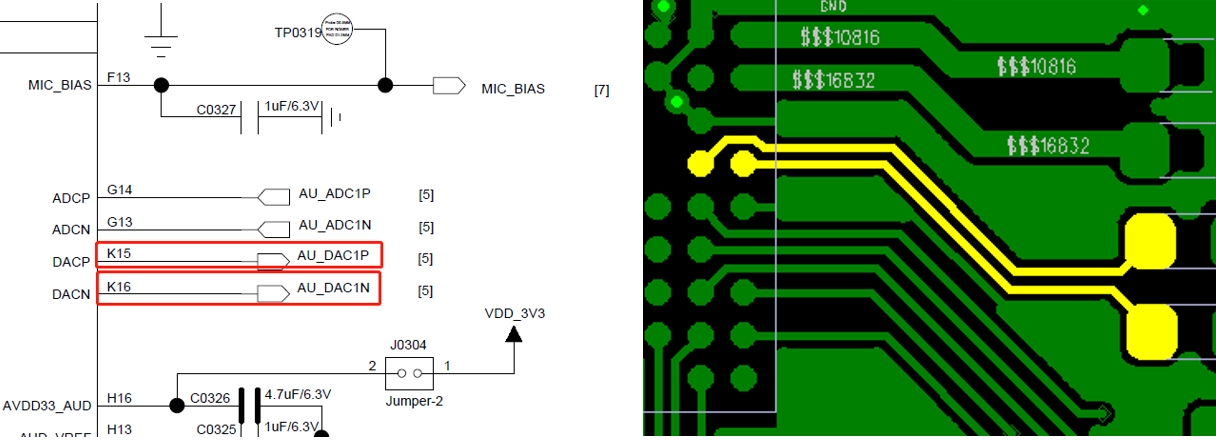 TP0319
MIC_BIAS
F13
MIC_BIAS
[7]
C0327
1uF/6.3V
ADCP
G14
AU_ADC1P
[5]
ADCN
G13
AU_ADC1N
[5]
DACP
K15
AU_DAC1P
[5]
DACN
K16
AU_DAC1N
[5]
VDD_3V3
J0304
2
1
Jumper-2
AVDD33_AUD
H16
C0326
4.7uF/6.3V
AUD_VREF
H13
C0325
1uF/6.3V
GND
$$$10816
$$$10816
$$$16832
$$$16832